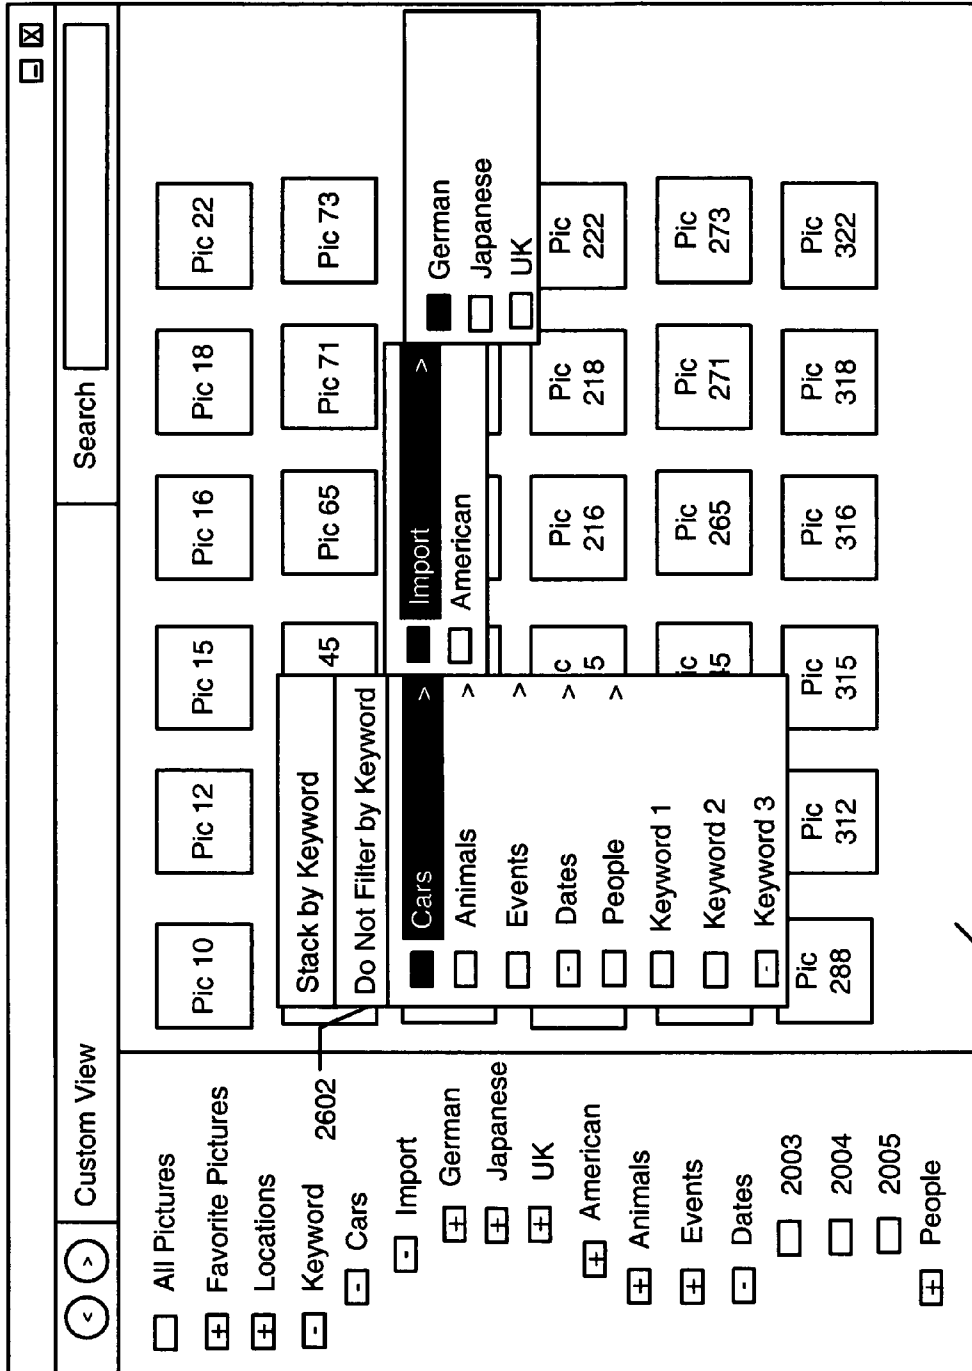 Custom View
Search
All Pictures
Favorite Pictures
Locations
Keyword
Cars
Import
German
Japanese
UK
American
Animals
Events
Dates
2003
2004
2005
People
2602
Pic 10
Pic 12
Pic 15
Pic 16
Pic 18
Pic 22
45
Pic 65
Pic 71
Pic 73
Stack by Keyword
Do Not Filter by Keyword
Cars >
Animals >
Events >
Dates >
People >
Keyword 1
Keyword 2
Keyword 3
Import >
American
German
Japanese
UK
Pic
216
Pic
218
Pic
222
Pic
265
Pic
271
Pic
273
Pic
288
Pic
312
Pic
315
Pic
316
Pic
318
Pic
322